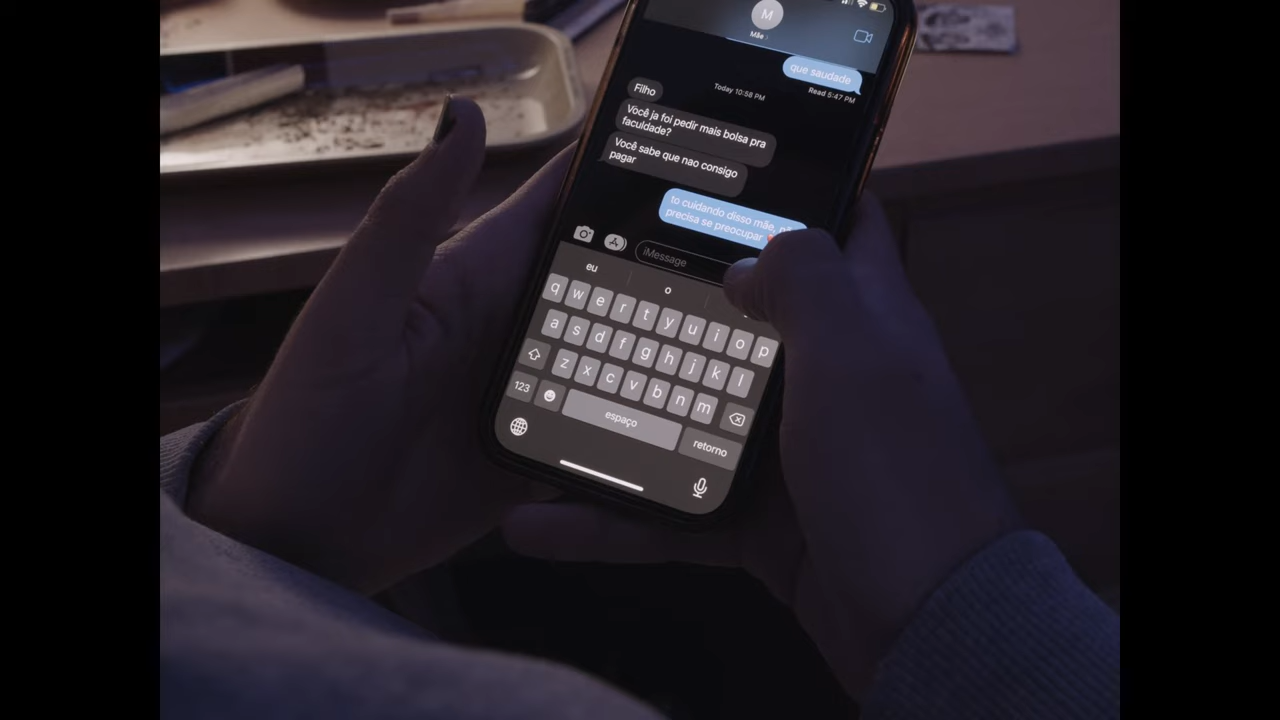 M
Mãe
que saudade
Read 5:47 PM
Today 10:58 PM
Filho
Você ja foi pedir mais bolsa pra
faculdade?
Você sabe que nao consigo
pagar
to cuidando disso mãe,
precisa se preocupar
iMessage
eu
o
q w e r t y u i o p
a s d f g h j k l
z x c v b n m
123
espaço
retorno